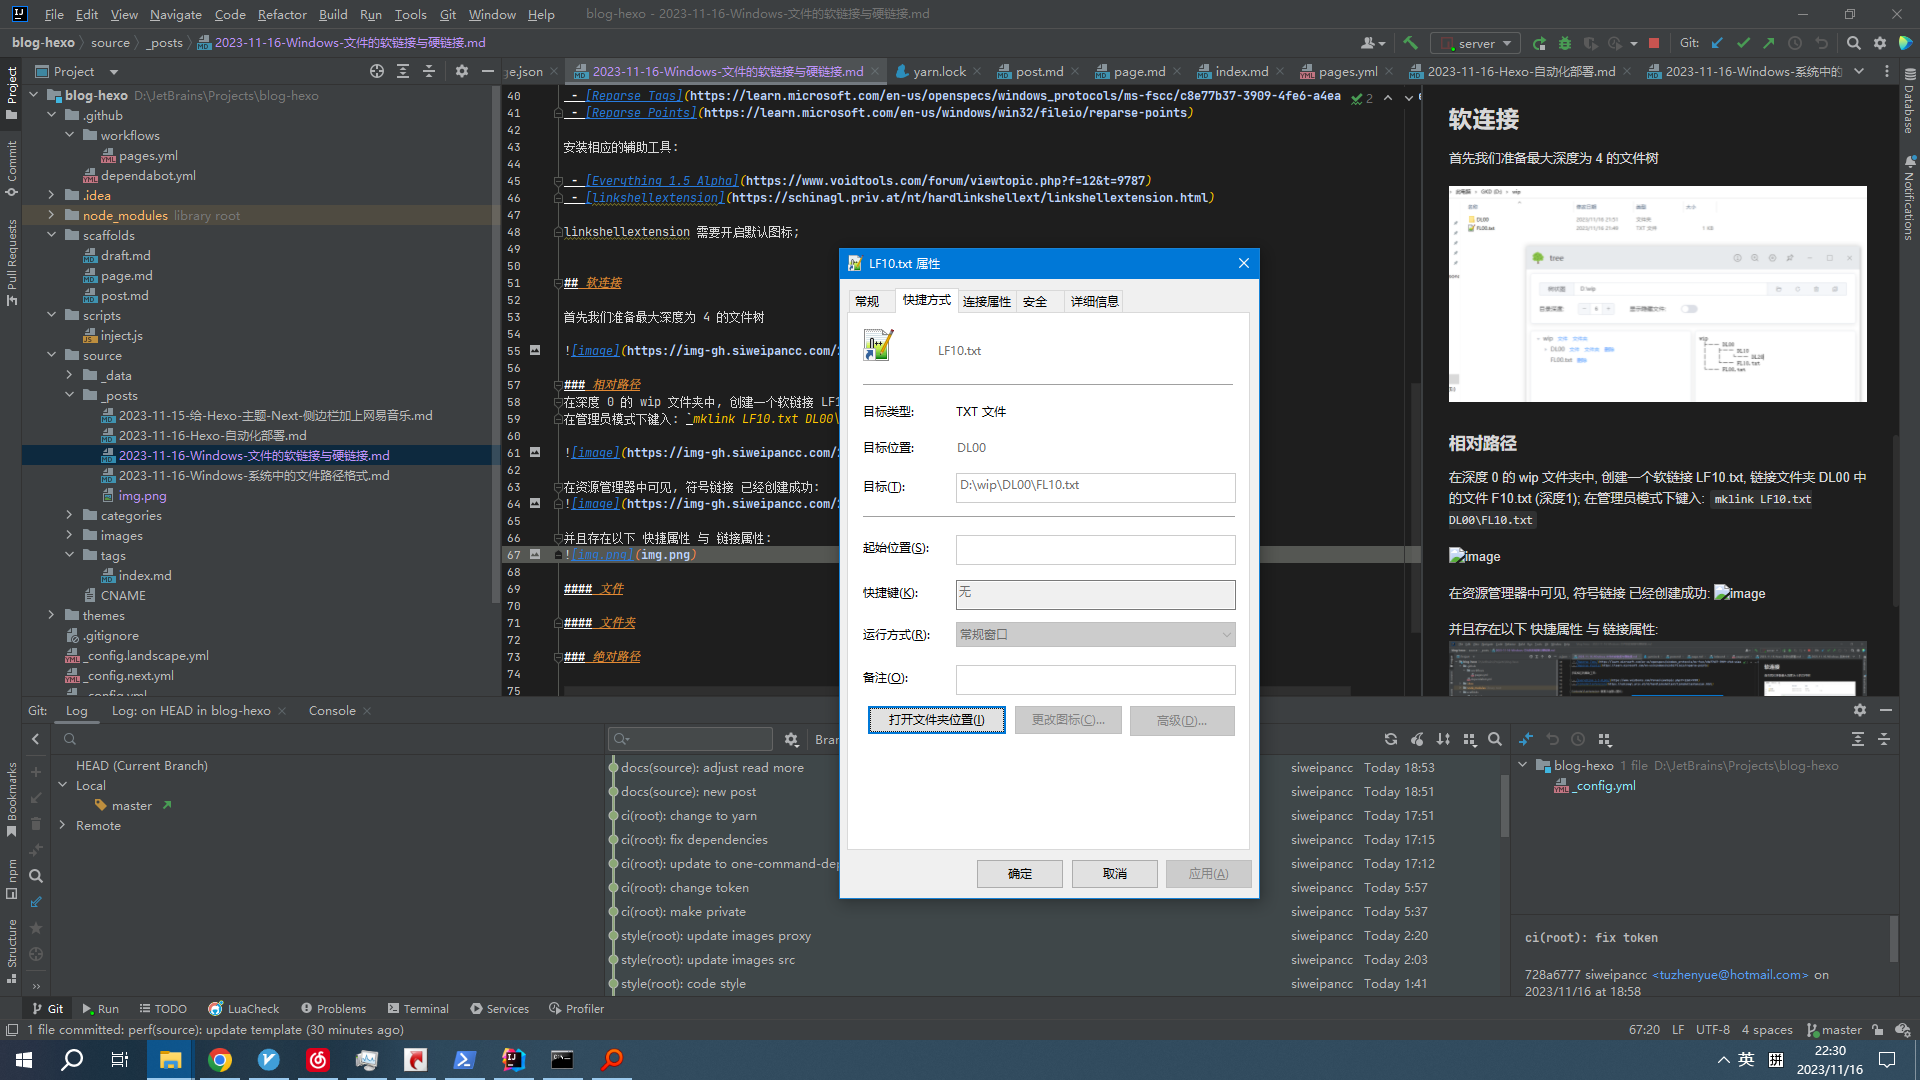 File Edit View Navigate Code Refactor Build Run Tools Git Window Help blog-hexo - 2023-11-16-Windows-文件的软链接与硬链接.md
blog-hexo source _posts 2023-11-16-Windows-文件的软链接与硬链接.md server Git:
Project
ge.json 2023-11-16-Windows-文件的软链接与硬链接.md yarn.lock post.md page.md index.md pages.yml 2023-11-16-Hexo-自动化部署.md 2023-11-16-Windows-系统中的
Project
Commit
Pull Requests
Bookmarks
npm
Structure
Database
Notifications
blog-hexo D:\JetBrains\Projects\blog-hexo
.github
workflows
pages.yml
dependabot.yml
.idea
node_modules library root
scaffolds
draft.md
page.md
post.md
scripts
inject.js
source
_data
_posts
2023-11-15-给-Hexo-主题-Next-侧边栏加上网易音乐.md
2023-11-16-Hexo-自动化部署.md
2023-11-16-Windows-文件的软链接与硬链接.md
2023-11-16-Windows-系统中的文件路径格式.md
img.png
categories
images
tags
index.md
CNAME
themes
.gitignore
_config.landscape.yml
_config.next.yml
_config.yml
40 - [Reparse Tags](https://learn.microsoft.com/en-us/openspecs/windows_protocols/ms-fscc/c8e77b37-3909-4fe6-a4ea 2
41 - [Reparse Points](https://learn.microsoft.com/en-us/windows/win32/fileio/reparse-points)
42
43 安装相应的辅助工具:
44
45 - [Everything 1.5 Alpha](https://www.voidtools.com/forum/viewtopic.php?f=12&t=9787)
46 - [linkshellextension](https://schinagl.priv.at/nt/hardlinkshellext/linkshellextension.html)
47
48 linkshellextension 需要开启默认图标;
49
50
51 ## 软连接
52
53 首先我们准备最大深度为 4 的文件树
54
55 ![image](https://img-gh.siweipancc.com/
56
57 ### 相对路径
58 在深度 0 的 wip 文件夹中, 创建一个软链接 LF1
59 在管理员模式下键入: `mklink LF10.txt DL00\
60
61 ![image](https://img-gh.siweipancc.com/
62
63 在资源管理器中可见, 符号链接 已经创建成功:
64 ![image](https://img-gh.siweipancc.com/
65
66 并且存在以下 快捷属性 与 链接属性:
67 ![img.png](img.png)
68
69 #### 文件
70
71 #### 文件夹
72
73 ### 绝对路径
74
75
LF10.txt 属性
常规 快捷方式 连接属性 安全 详细信息
LF10.txt
目标类型: TXT 文件
目标位置: DL00
目标(T): D:\wip\DL00\FL10.txt
起始位置(S):
快捷键(K): 无
运行方式(R): 常规窗口
备注(O):
打开文件夹位置(I) 更改图标(C)... 高级(D)...
确定 取消 应用(A)
软连接
首先我们准备最大深度为 4 的文件树
tree
相对路径
在深度 0 的 wip 文件夹中, 创建一个软链接 LF10.txt, 链接文件夹 DL00 中
的文件 F10.txt (深度1); 在管理员模式下键入: mklink LF10.txt
DL00\FL10.txt
image
在资源管理器中可见, 符号链接 已经创建成功: image
并且存在以下 快捷属性 与 链接属性:
Git: Log Log: on HEAD in blog-hexo Console
Bran
HEAD (Current Branch)
Local
master
Remote
docs(source): adjust read more siweipancc Today 18:53
docs(source): new post siweipancc Today 18:51
ci(root): change to yarn siweipancc Today 17:51
ci(root): fix dependencies siweipancc Today 17:15
ci(root): update to one-command-dep siweipancc Today 17:12
ci(root): change token siweipancc Today 5:57
ci(root): make private siweipancc Today 5:37
style(root): update images proxy siweipancc Today 2:20
style(root): update images src siweipancc Today 2:03
style(root): code style siweipancc Today 1:41
blog-hexo 1 file D:\JetBrains\Projects\blog-hexo
_config.yml
ci(root): fix token
728a6777 siweipancc <tuzhenyue@hotmail.com> on
2023/11/16 at 18:58
Git Run TODO LuaCheck Problems Terminal Services Profiler
1 file committed: perf(source): update template (30 minutes ago) 67:20 LF UTF-8 4 spaces master
英 拼 22:30
2023/11/16